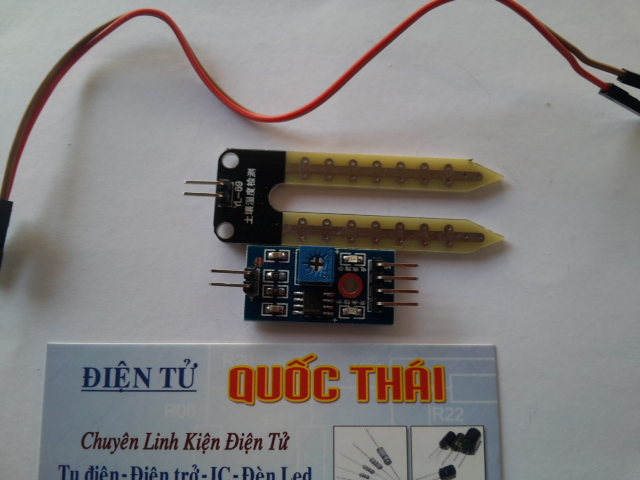 YL-69
土壤湿度检测
ĐIỆN TỬ
QUỐC THÁI
R08
R22
Chuyên Linh Kiện Điện Tử
Tụ điện - Điện trở - IC - Đèn Led